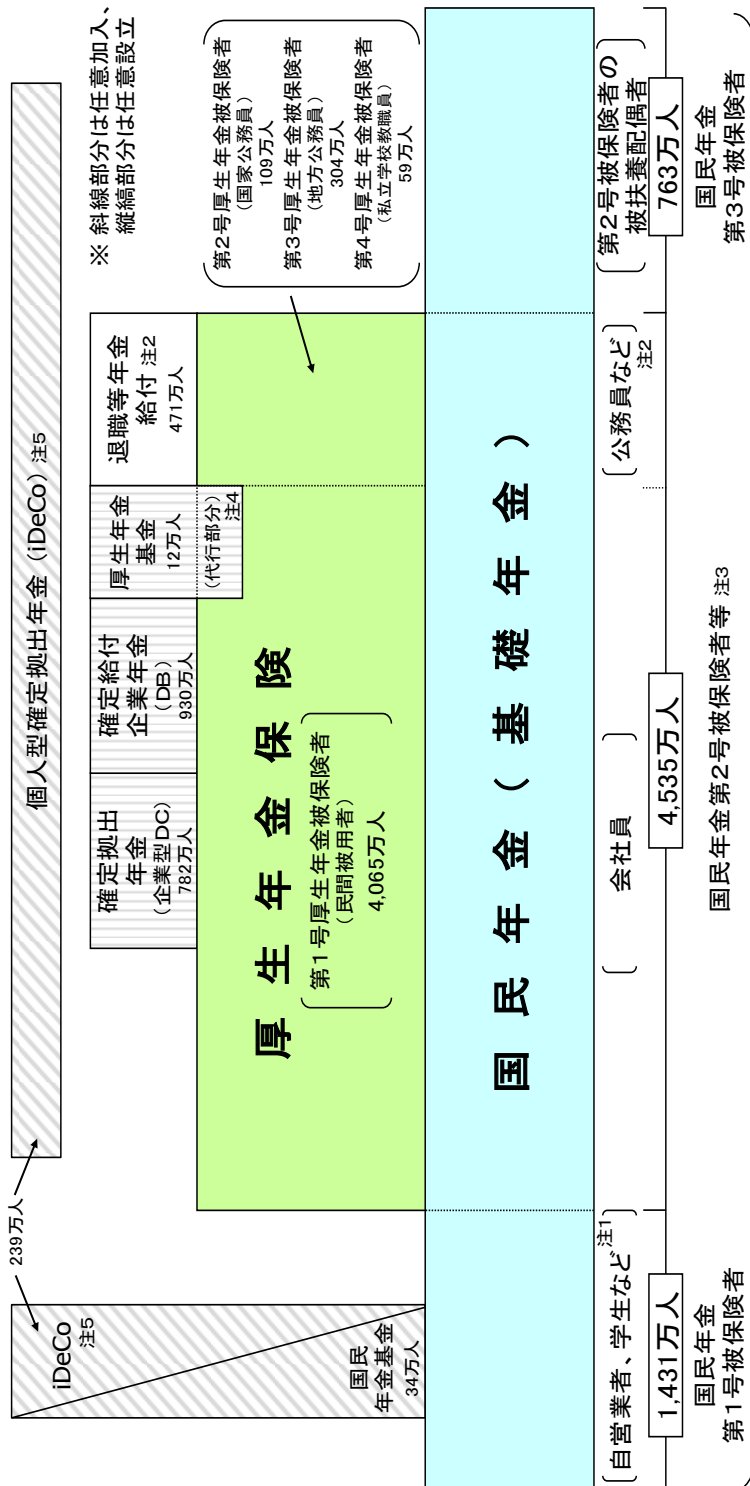 個人型確定拠出年金（iDeCo）注5
239万人
※ 斜線部分は任意加入、
縦縞部分は任意設立
iDeCo
注5
国民
年金基金
34万人
確定拠出
年金
（企業型DC）
782万人
確定給付
企業年金
（DB）
930万人
厚生年金
基金
12万人
（代行部分）
注4
退職等年金
給付 注2
471万人
厚生年金保険
第1号厚生年金被保険者
（民間被用者）
4,065万人
第2号厚生年金被保険者
（国家公務員）
109万人
第3号厚生年金被保険者
（地方公務員）
304万人
第4号厚生年金被保険者
（私立学校教職員）
59万人
国民年金（基礎年金）
自営業者、学生など注1
会社員
公務員など
注2
第2号被保険者の
被扶養配偶者
1,431万人
4,535万人
763万人
国民年金
第1号被保険者
国民年金第2号被保険者等 注3
国民年金
第3号被保険者